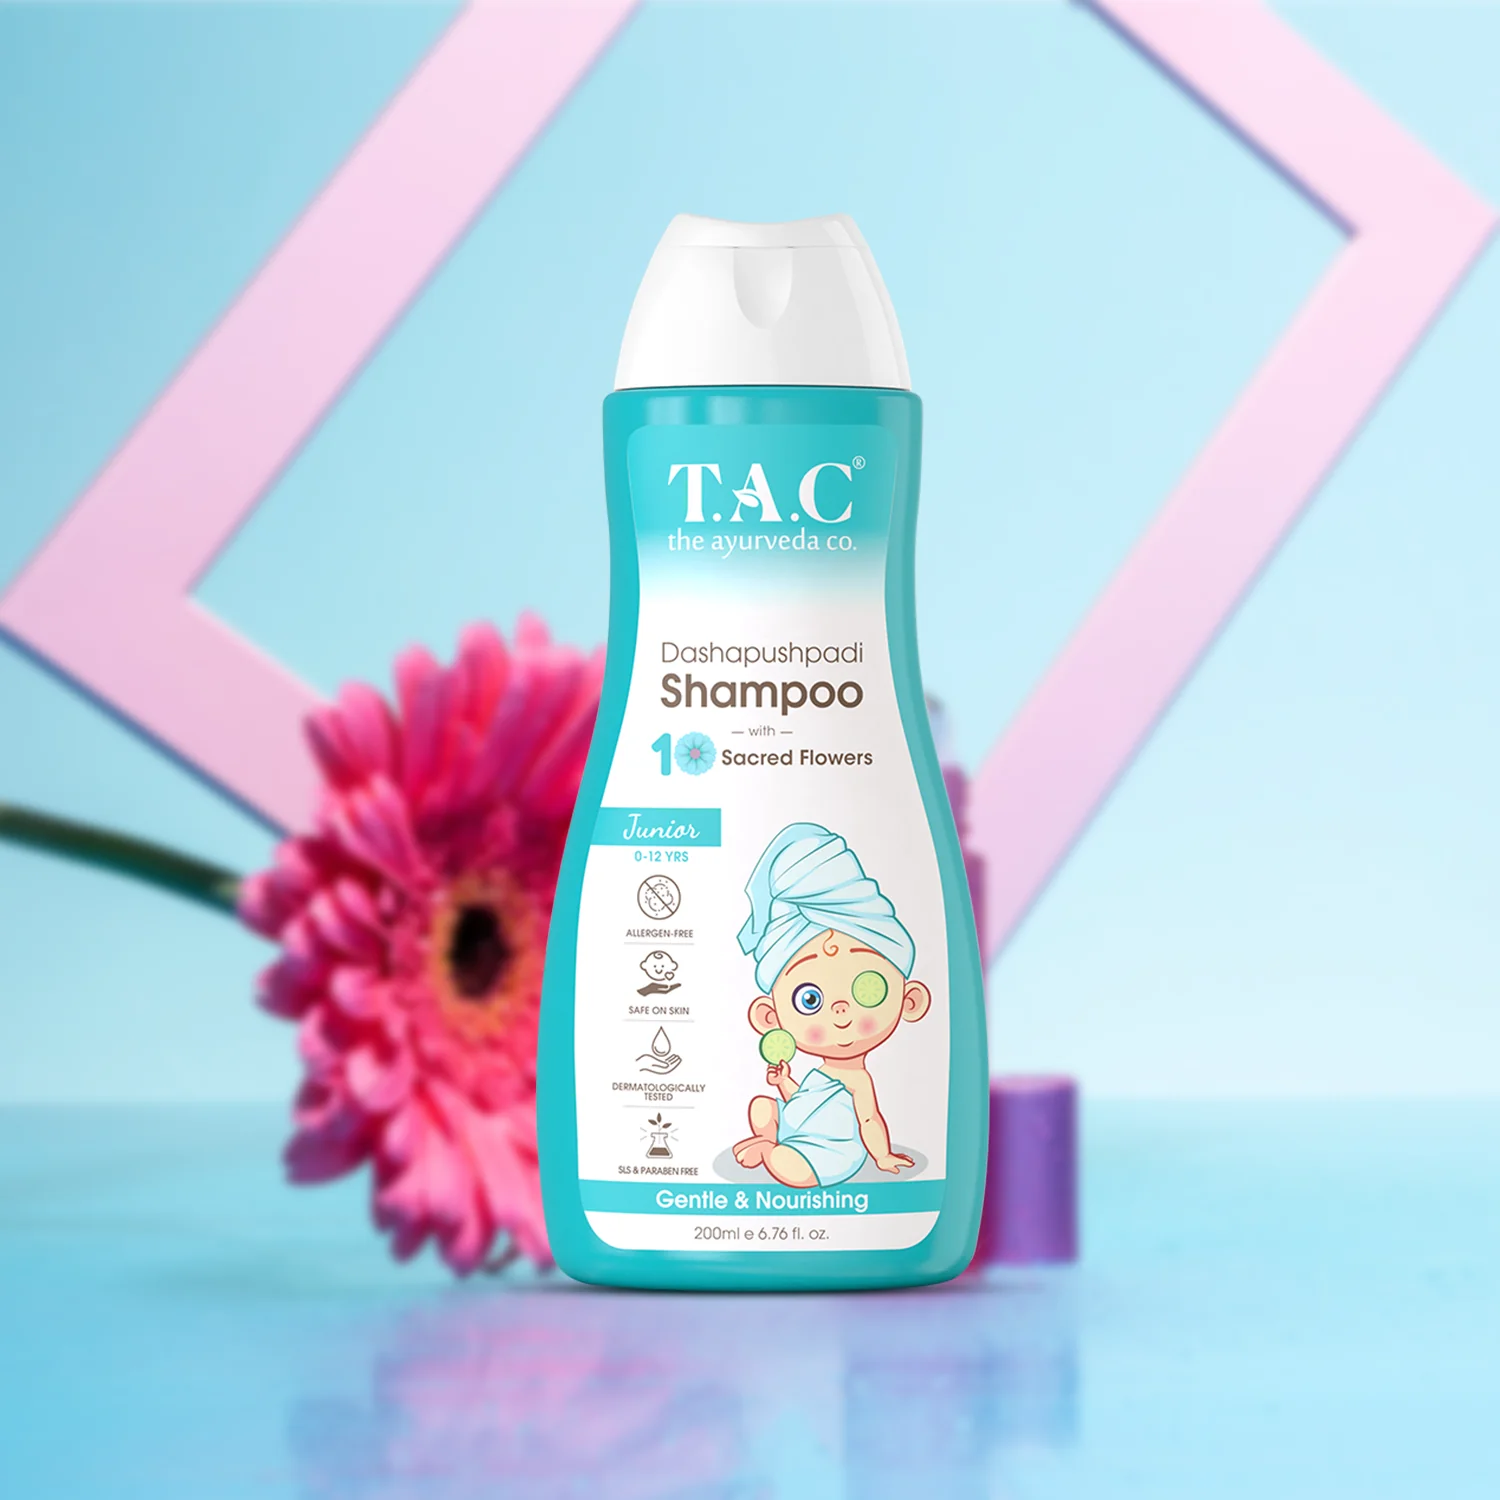 T.A.C®
the ayurveda co.
Dashapushpadi
Shampoo
— with —
10 Sacred Flowers
Junior
0-12 YRS
ALLERGEN-FREE
SAFE ON SKIN
DERMATOLOGICALLY
TESTED
SLS & PARABEN FREE
Gentle & Nourishing
200ml e 6.76 fl. oz.